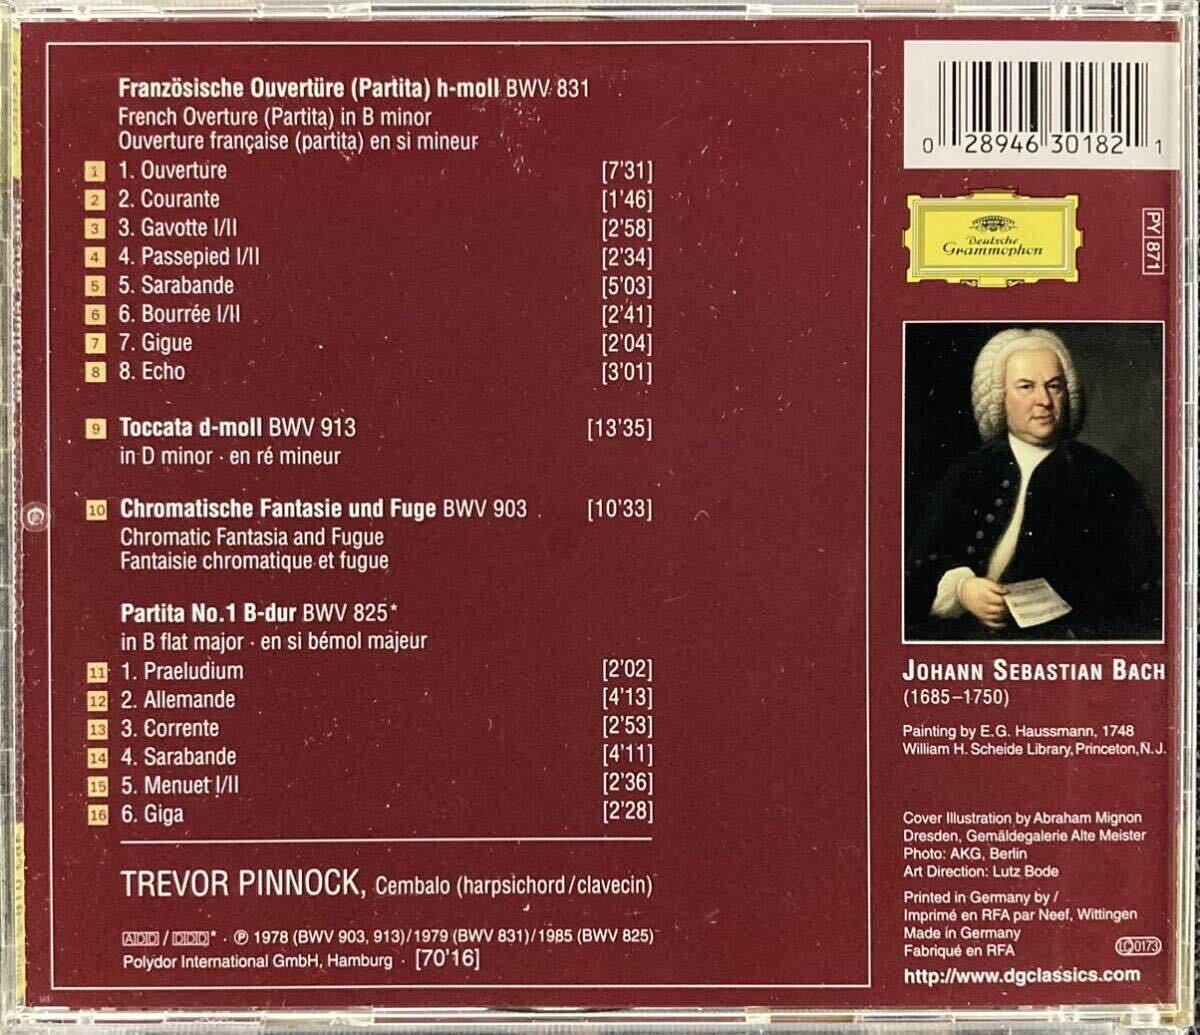 Französische Ouvertüre (Partita) h-moll BWV 831
French Overture (Partita) in B minor
Ouverture française (partita) en si mineur
1 1. Ouverture [7'31]
2 2. Courante [1'46]
3 3. Gavotte I/II [2'58]
4 4. Passepied I/II [2'34]
5 5. Sarabande [5'03]
6 6. Bourrée I/II [2'41]
7 7. Gigue [2'04]
8 8. Echo [3'01]
9 Toccata d-moll BWV 913 [13'35]
in D minor · en ré mineur
10 Chromatische Fantasie und Fuge BWV 903 [10'33]
Chromatic Fantasia and Fugue
Fantaisie chromatique et fugue
Partita No.1 B-dur BWV 825*
in B flat major · en si bémol majeur
11 1. Praeludium [2'02]
12 2. Allemande [4'13]
13 3. Corrente [2'53]
14 4. Sarabande [4'11]
15 5. Menuet I/II [2'36]
16 6. Giga [2'28]
TREVOR PINNOCK, Cembalo (harpsichord/clavecin)
ADD / DDD* · ℗ 1978 (BWV 903, 913)/1979 (BWV 831)/1985 (BWV 825)
Polydor International GmbH, Hamburg · [70'16]
0 28946 30182 1
Deutsche
Grammophon
PY 871
JOHANN SEBASTIAN BACH
(1685–1750)
Painting by E.G. Haussmann, 1748
William H. Scheide Library, Princeton, N.J.
Cover Illustration by Abraham Mignon
Dresden, Gemäldegalerie Alte Meister
Photo: AKG, Berlin
Art Direction: Lutz Bode
Printed in Germany by /
Imprimé en RFA par Neef, Wittingen
Made in Germany
Fabriqué en RFA
LC 0173
http://www.dgclassics.com